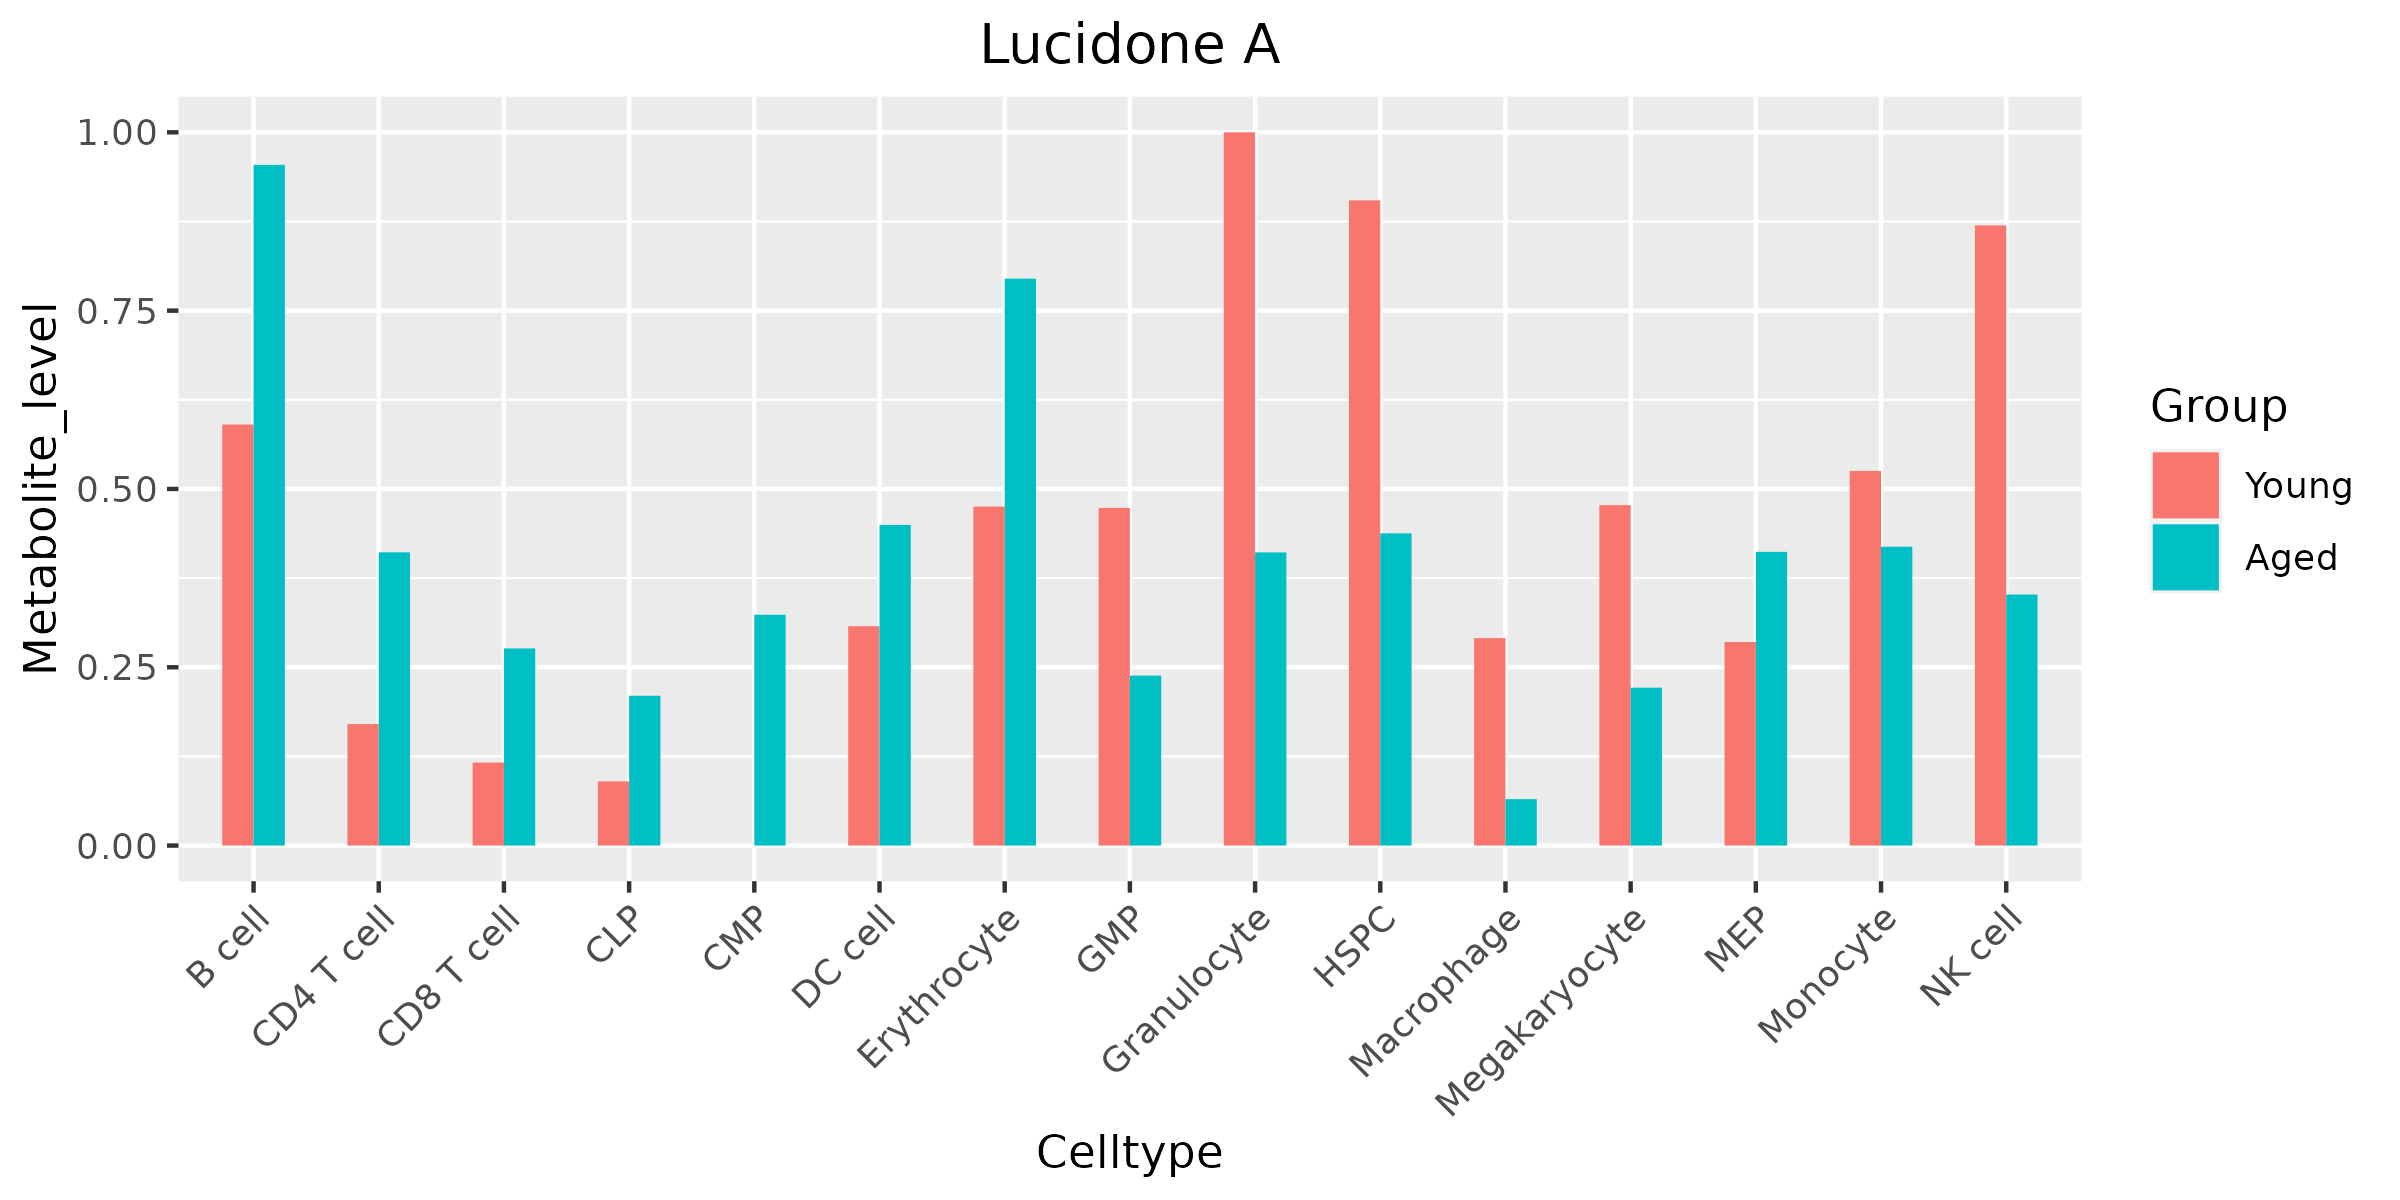 Lucidone A
Metabolite_level
1.00
0.75
0.50
0.25
0.00
B cell
CD4 T cell
CD8 T cell
CLP
CMP
DC cell
Erythrocyte
GMP
Granulocyte
HSPC
Macrophage
Megakaryocyte
MEP
Monocyte
NK cell
Celltype
Group
Young
Aged